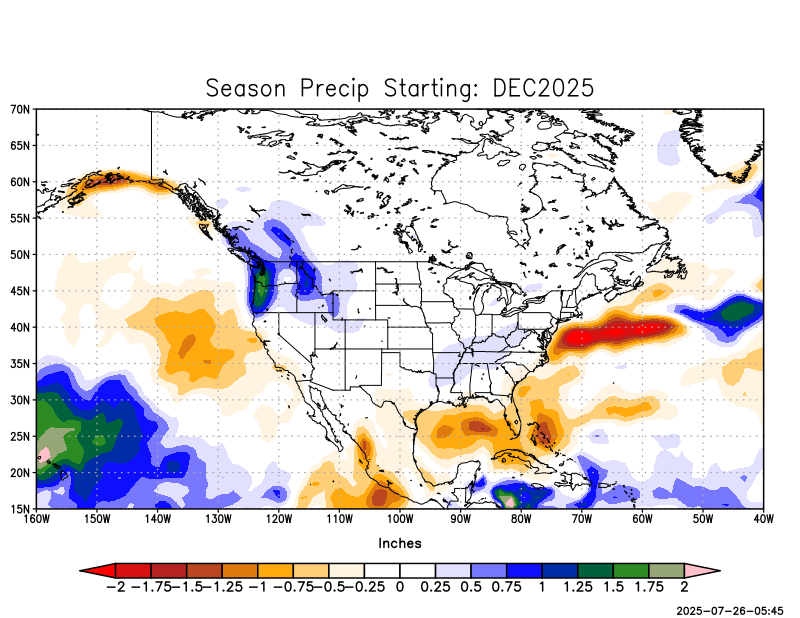 Season Precip Starting: DEC2025
70N
65N
60N
55N
50N
45N
40N
35N
30N
25N
20N
15N
160W 150W 140W 130W 120W 110W 100W 90W 80W 70W 60W 50W 40W
Inches
-2 -1.75 -1.5 -1.25 -1 -0.75 -0.5 -0.25 0 0.25 0.5 0.75 1 1.25 1.5 1.75 2
2025-07-26-05:45